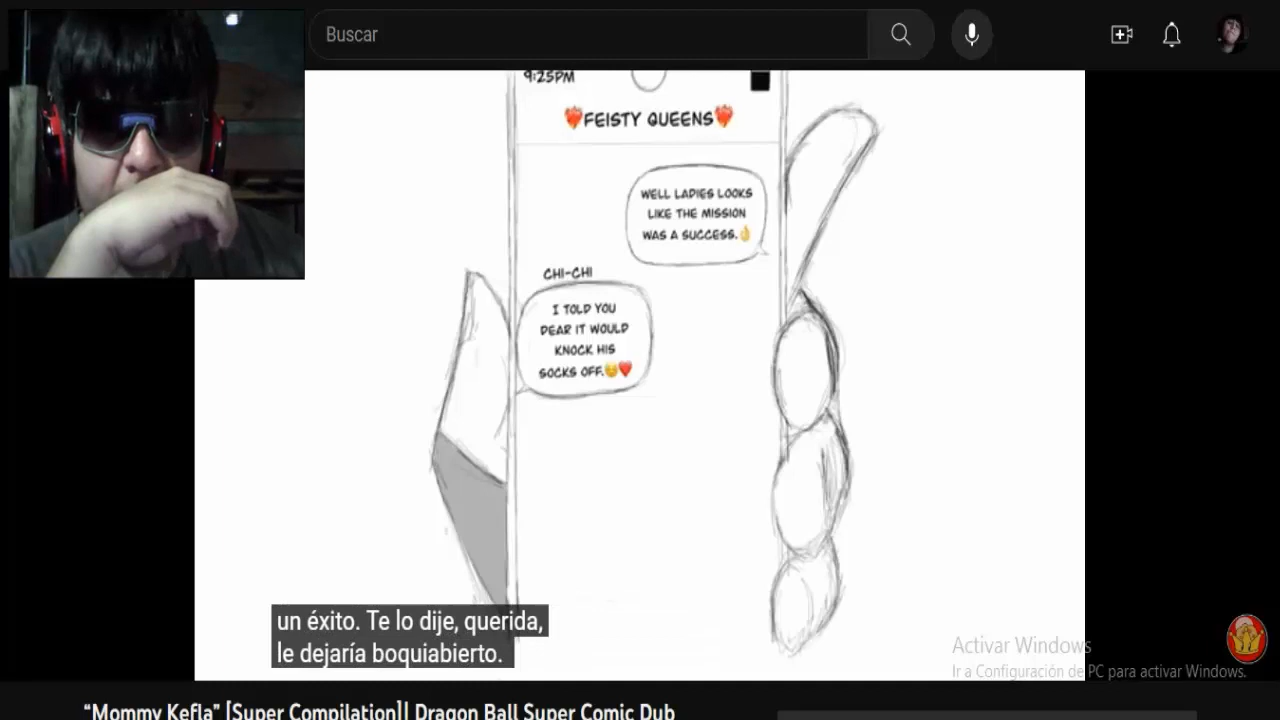 Buscar
9:25PM
❤️‍🔥FEISTY QUEENS❤️‍🔥
WELL LADIES LOOKS
LIKE THE MISSION
WAS A SUCCESS.👌
CHI-CHI
I TOLD YOU
DEAR IT WOULD
KNOCK HIS
SOCKS OFF.☺️❤️
un éxito. Te lo dije, querida,
le dejaría boquiabierto.
Activar Windows
Ir a Configuración de PC para activar Windows.
“Mommy Kefla” [Super Compilation]| Dragon Ball Super Comic Dub